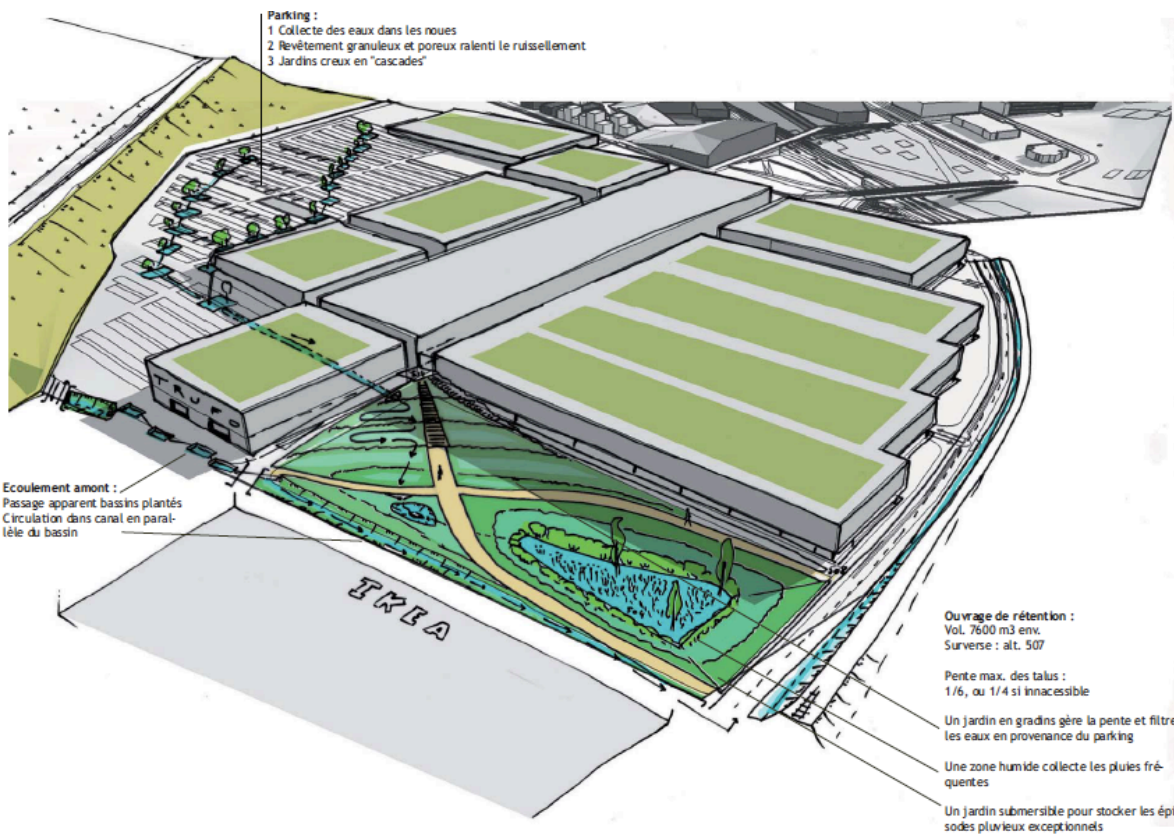 Parking :
1 Collecte des eaux dans les noues
2 Revêtement granuleux et poreux ralenti le ruissellement
3 Jardins creux en "cascades"
TRUFO
Ecoulement amont :
Passage apparent bassins plantés
Circulation dans canal en paral-
lèle du bassin
IKEA
Ouvrage de rétention :
Vol. 7600 m3 env.
Surverse : alt. 507
Pente max. des talus :
1/6, ou 1/4 si innacessible
Un jardin en gradins gère la pente et filtre
les eaux en provenance du parking
Une zone humide collecte les pluies fré-
quentes
Un jardin submersible pour stocker les épi
sodes pluvieux exceptionnels